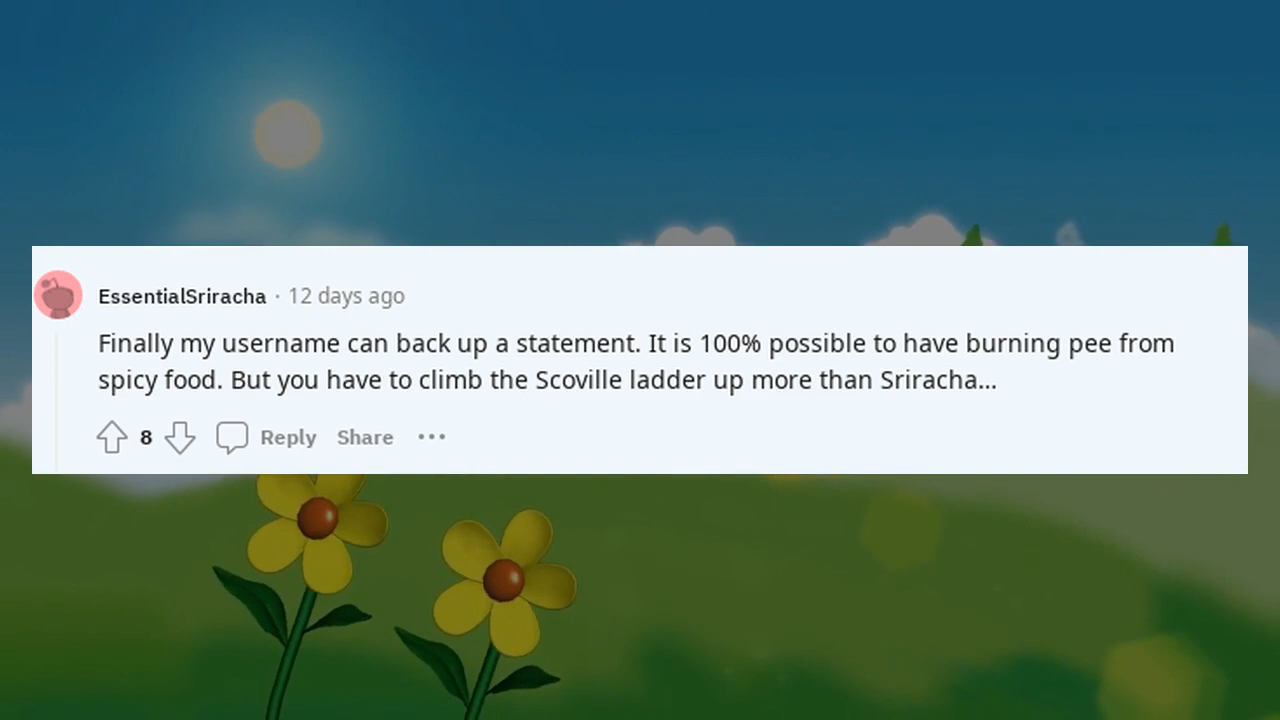 EssentialSriracha · 12 days ago
Finally my username can back up a statement. It is 100% possible to have burning pee from
spicy food. But you have to climb the Scoville ladder up more than Sriracha...
8 Reply Share ···